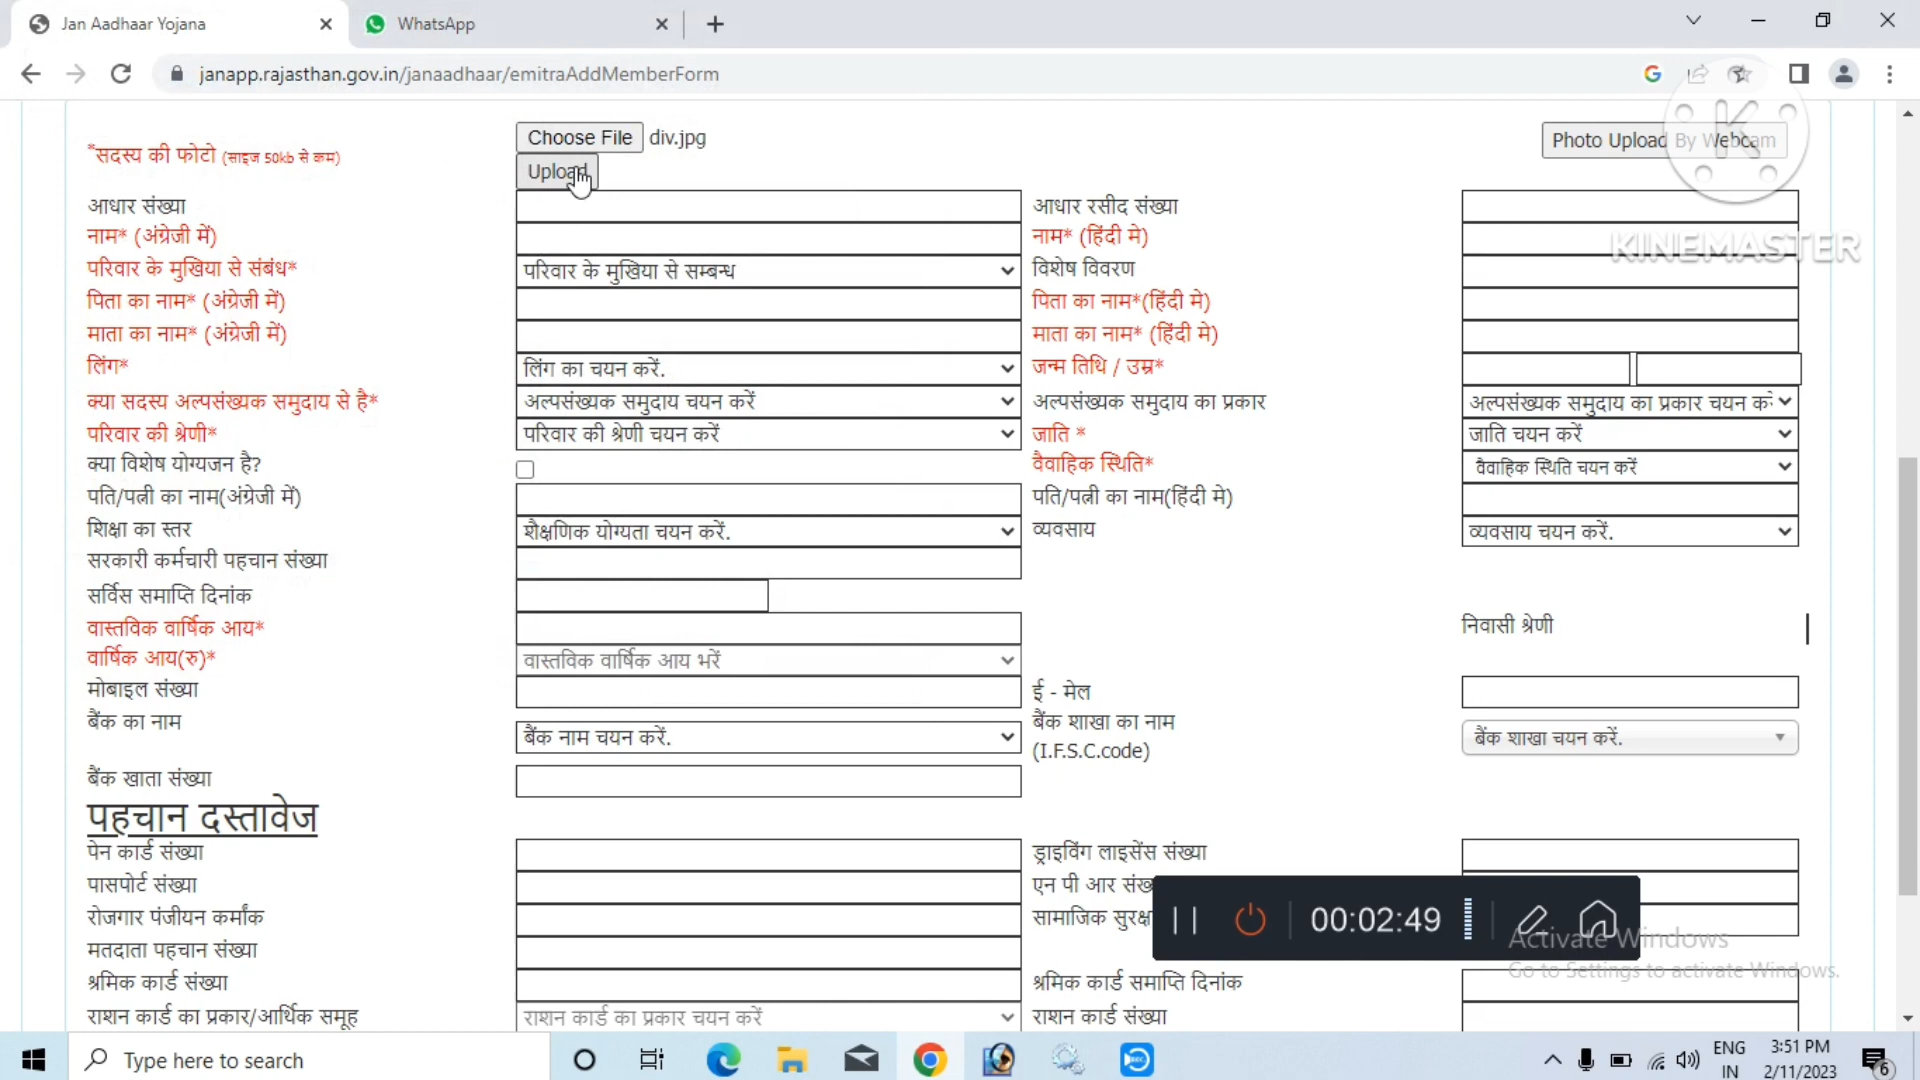 Jan Aadhaar Yojana
WhatsApp
janapp.rajasthan.gov.in/janaadhaar/emitraAddMemberForm
*सदस्य की फोटो (साइज 50kb से कम)
Choose File div.jpg
Photo Upload By Webcam
Upload
आधार संख्या
आधार रसीद संख्या
नाम* (अंग्रेजी में)
नाम* (हिंदी मे)
KINEMASTER
परिवार के मुखिया से संबंध*
परिवार के मुखिया से सम्बन्ध
विशेष विवरण
पिता का नाम* (अंग्रेजी में)
पिता का नाम*(हिंदी मे)
माता का नाम* (अंग्रेजी में)
माता का नाम* (हिंदी मे)
लिंग*
लिंग का चयन करें.
जन्म तिथि / उम्र*
क्या सदस्य अल्पसंख्यक समुदाय से है*
अल्पसंख्यक समुदाय चयन करें
अल्पसंख्यक समुदाय का प्रकार
अल्पसंख्यक समुदाय का प्रकार चयन
परिवार की श्रेणी*
परिवार की श्रेणी चयन करें
जाति *
जाति चयन करें
क्या विशेष योग्यजन है?
वैवाहिक स्थिति*
वैवाहिक स्थिति चयन करें
पति/पत्नी का नाम(अंग्रेजी में)
पति/पत्नी का नाम(हिंदी मे)
शिक्षा का स्तर
शैक्षणिक योग्यता चयन करें.
व्यवसाय
व्यवसाय चयन करें.
सरकारी कर्मचारी पहचान संख्या
सर्विस समाप्ति दिनांक
वास्तविक वार्षिक आय*
निवासी श्रेणी
वार्षिक आय(रु)*
वास्तविक वार्षिक आय भरें
मोबाइल संख्या
ई - मेल
बैंक का नाम
बैंक नाम चयन करें.
बैंक शाखा का नाम
(I.F.S.C.code)
बैंक शाखा चयन करें.
बैंक खाता संख्या
पहचान दस्तावेज
पेन कार्ड संख्या
ड्राइविंग लाइसेंस संख्या
पासपोर्ट संख्या
एन पी आर
रोजगार पंजीयन कर्मांक
सामाजिक
00:02:49
मतदाता पहचान संख्या
Activate Windows
Go to Settings to activate Windows.
श्रमिक कार्ड संख्या
श्रमिक कार्ड समाप्ति दिनांक
राशन कार्ड का प्रकार/आर्थिक समूह
राशन कार्ड का प्रकार चयन करें
राशन कार्ड संख्या
Type here to search
ENG
IN
3:51 PM
2/11/2023
6